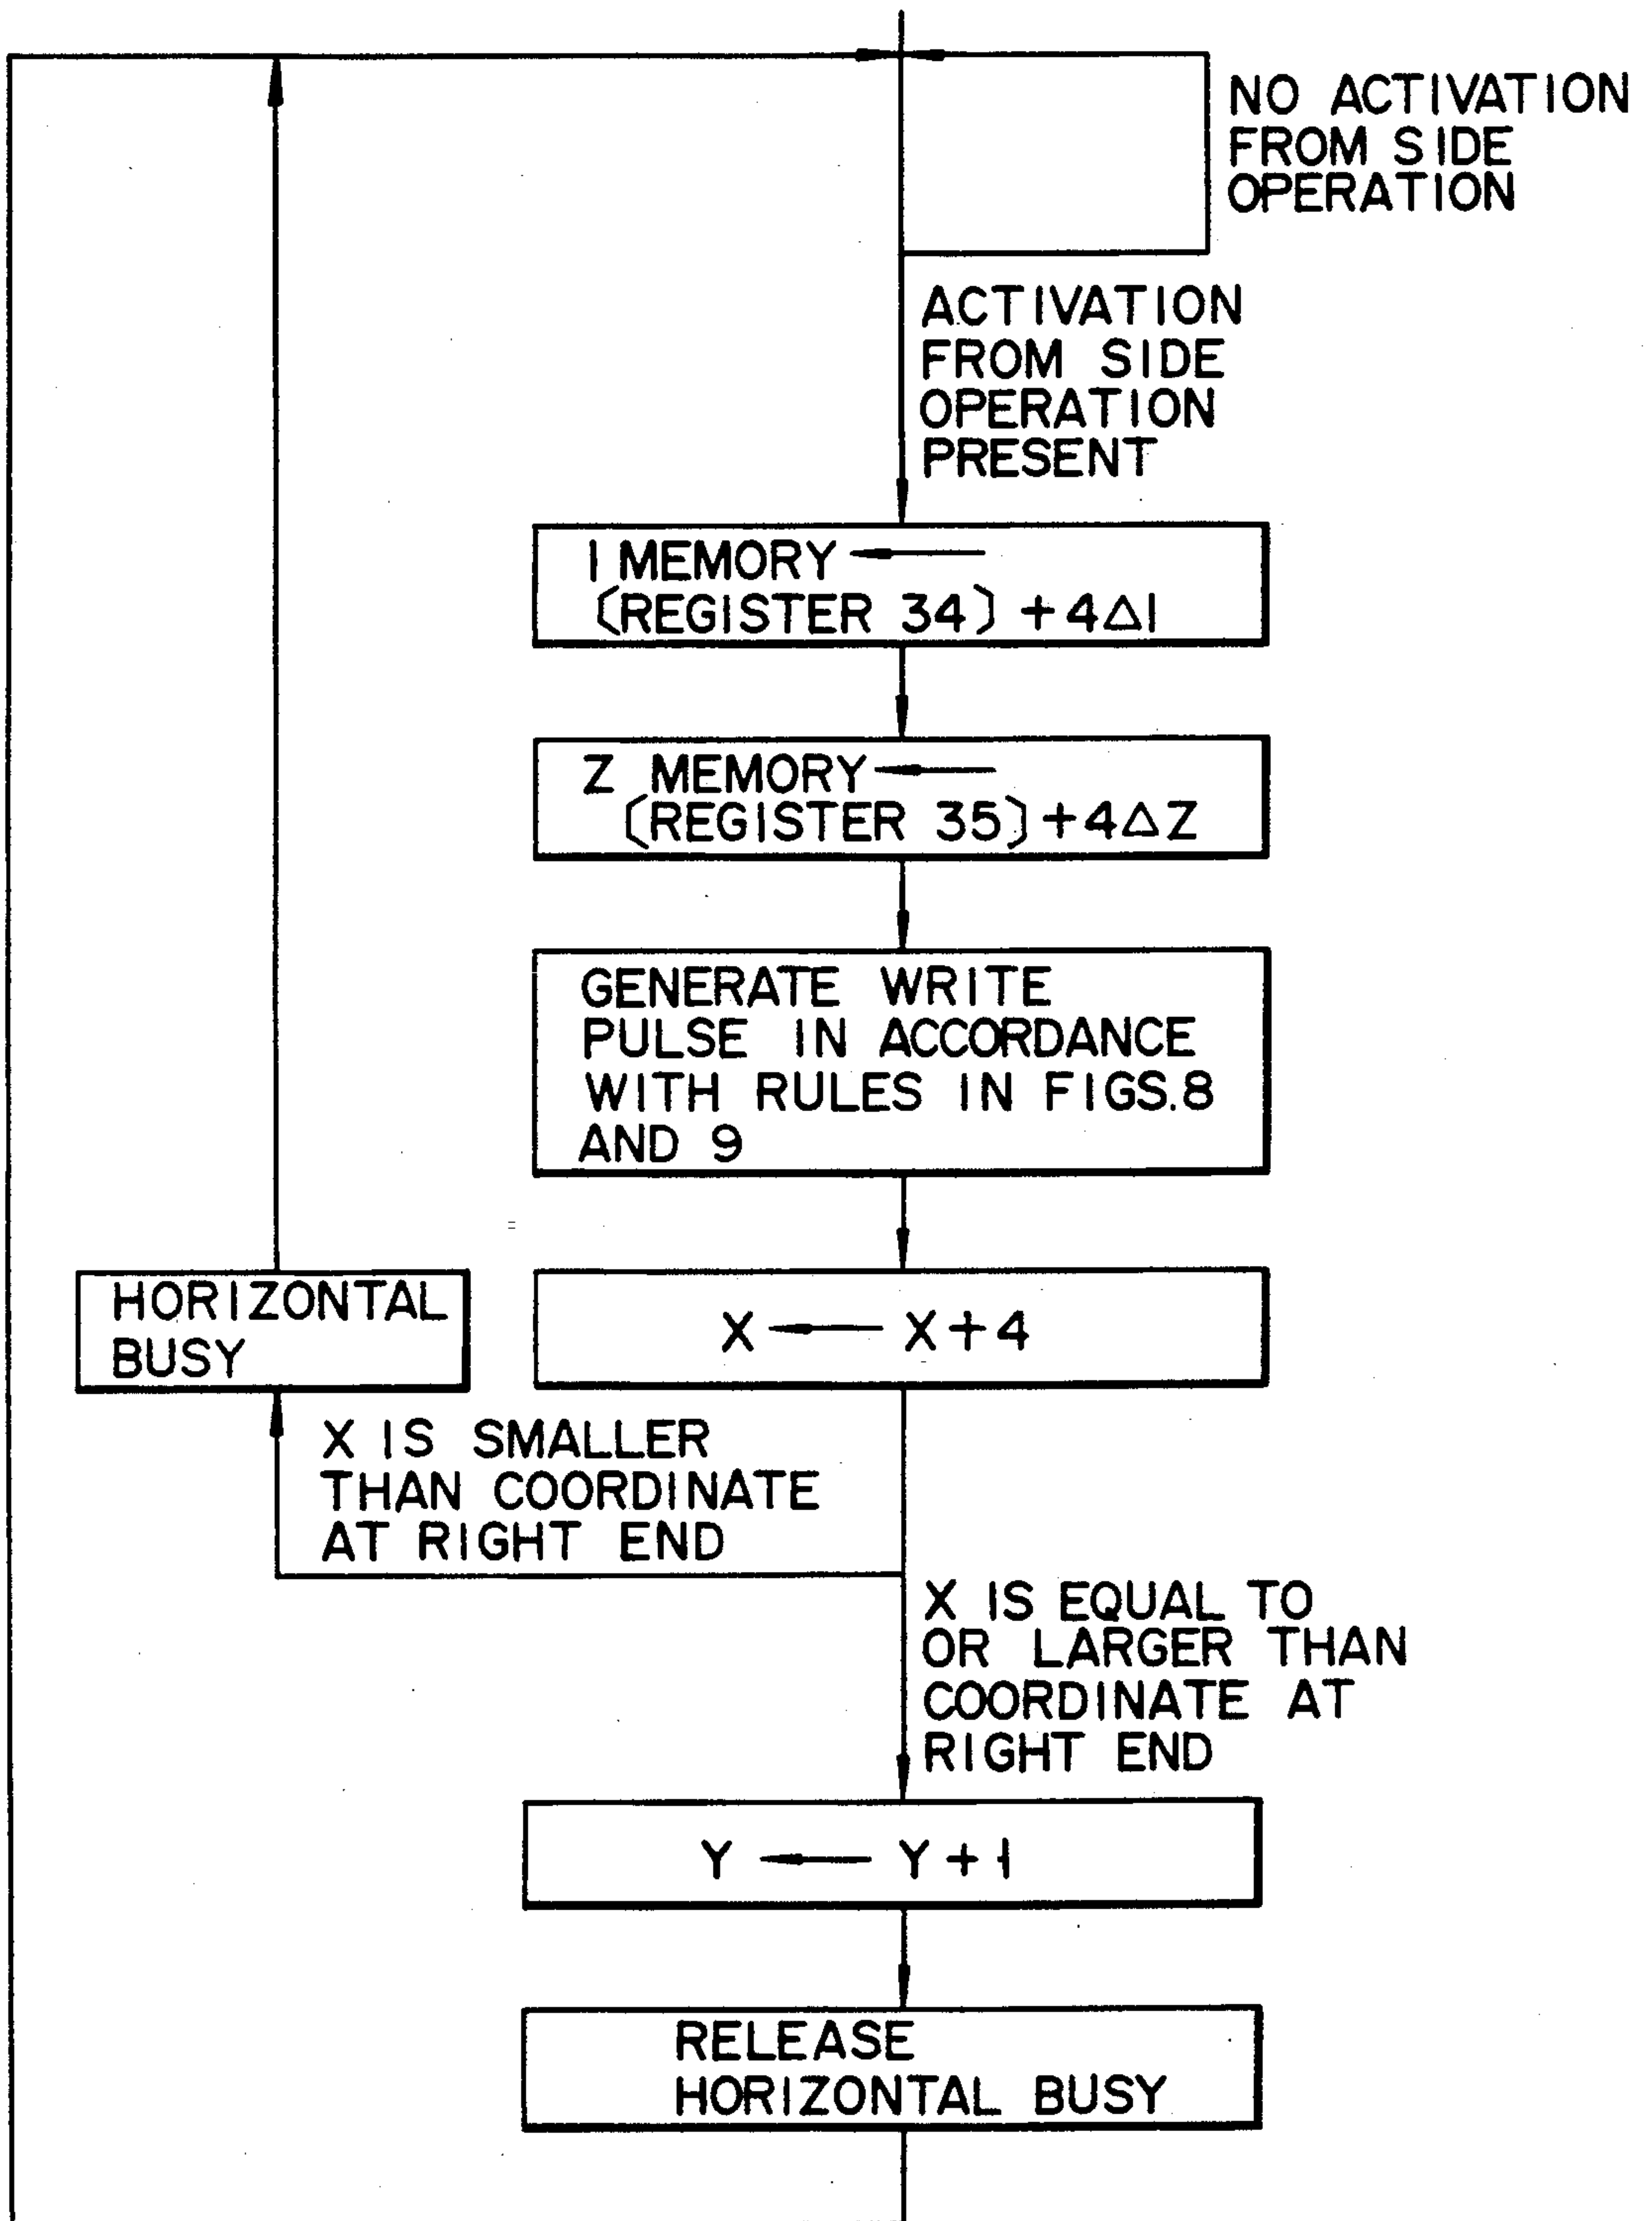 NO ACTIVATION
FROM SIDE
OPERATION
ACTIVATION
FROM SIDE
OPERATION
PRESENT
I MEMORY ←
(REGISTER 34) + 4△I
Z MEMORY ←
(REGISTER 35) + 4△Z
GENERATE WRITE
PULSE IN ACCORDANCE
WITH RULES IN FIGS.8
AND 9
HORIZONTAL
BUSY
X ← X+4
X IS SMALLER
THAN COORDINATE
AT RIGHT END
X IS EQUAL TO
OR LARGER THAN
COORDINATE AT
RIGHT END
Y ← Y+1
RELEASE
HORIZONTAL BUSY